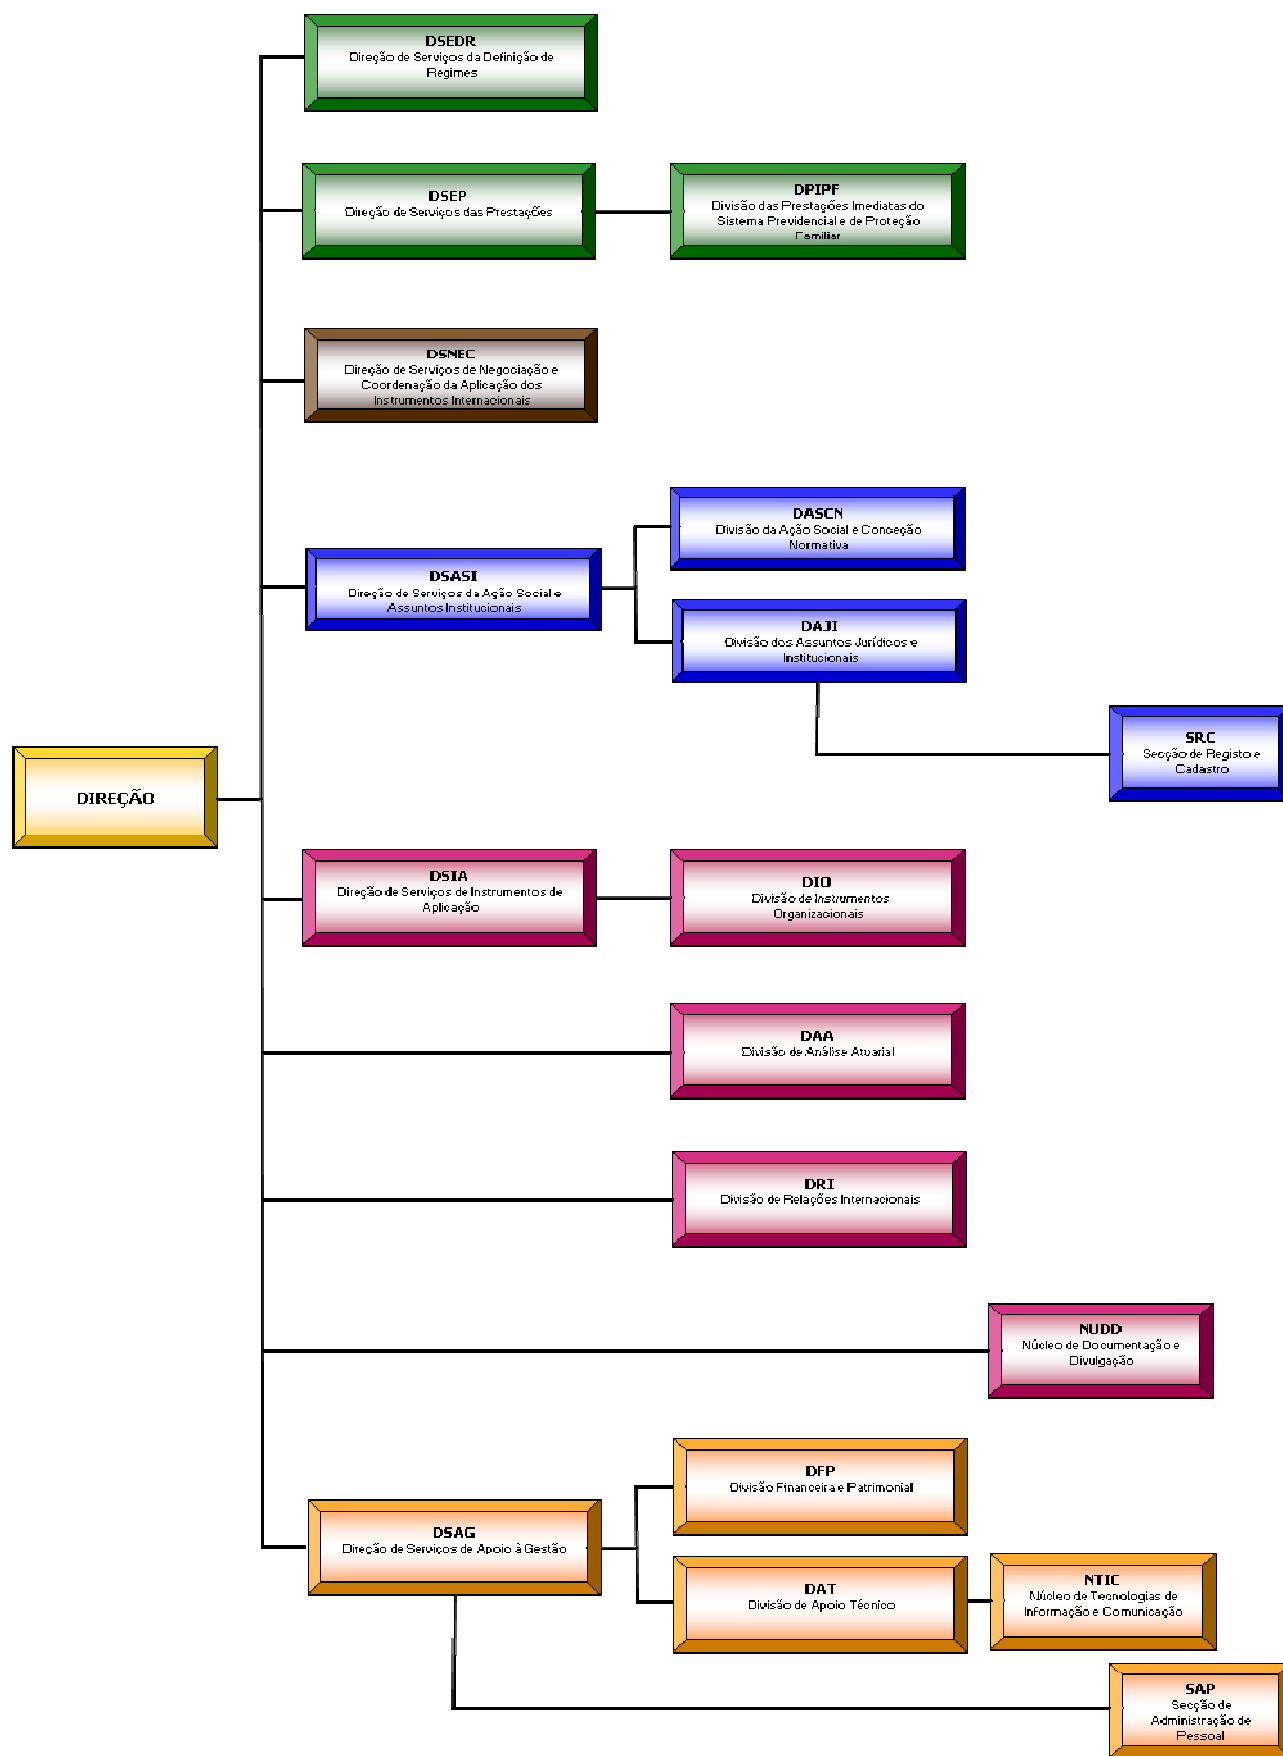 DSEDR
Direção de Serviços da Definição de
Regimes
DSEP
Direção de Serviços das Prestações
DPIPF
Divisão das Prestações Imediatas do
Sistema Previdencial e de Proteção
Familiar
DSNEC
Direção de Serviços de Negociação e
Coordenação da Aplicação dos
Instrumentos Internacionais
DASCN
Divisão da Ação Social e Conceção
Normativa
DSASI
Direção de Serviços da Ação Social e
Assuntos Institucionais
DAJI
Divisão dos Assuntos Jurídicos e
Institucionais
SRC
Secção de Registo e
Cadastro
DIREÇÃO
DSIA
Direção de Serviços de Instrumentos de
Aplicação
DIO
Divisão de Instrumentos
Organizacionais
DAA
Divisão de Análise Atuarial
DRI
Divisão de Relações Internacionais
NUDD
Núcleo de Documentação e
Divulgação
DFP
Divisão Financeira e Patrimonial
DSAG
Direção de Serviços de Apoio à Gestão
DAT
Divisão de Apoio Técnico
NTIC
Núcleo de Tecnologias de
Informação e Comunicação
SAP
Secção de
Administração de
Pessoal